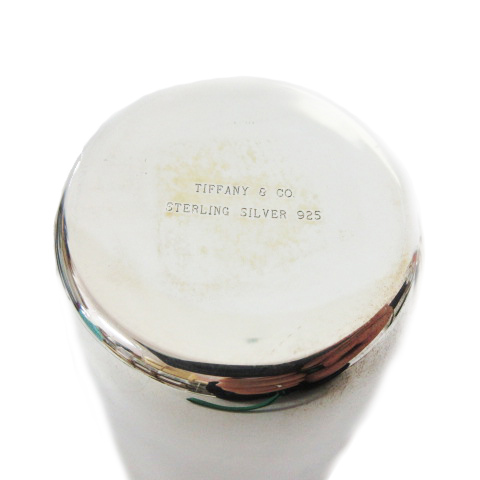 TIFFANY & CO.
STERLING SILVER 925